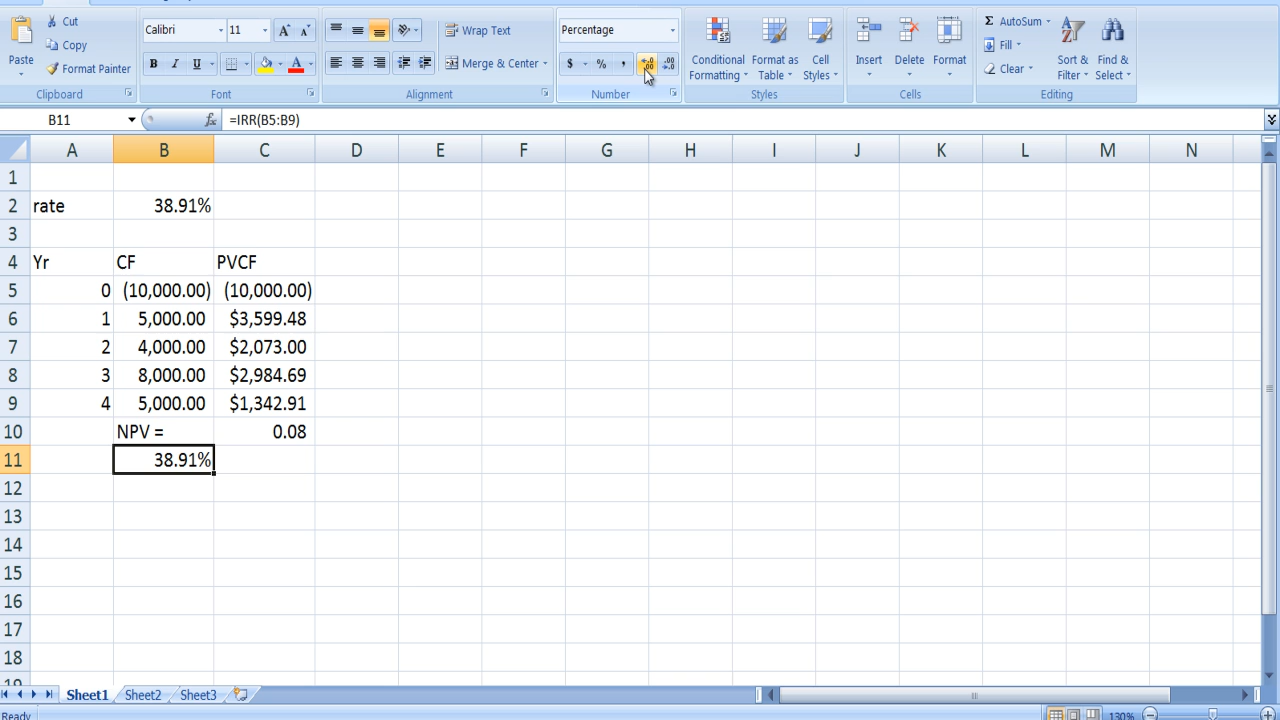 Cut
Copy
Format Painter
Paste
Clipboard
Calibri 11
B I U
Font
Wrap Text
Merge & Center
Alignment
Percentage
$ % ,
Number
Conditional Formatting
Format as Table
Cell Styles
Styles
Insert
Delete
Format
Cells
Σ AutoSum
Fill
Clear
Sort & Filter
Find & Select
Editing
B11 fx =IRR(B5:B9)
A B C D E F G H I J K L M N
1
2 rate 38.91%
3
4 Yr CF PVCF
5 0 (10,000.00) (10,000.00)
6 1 5,000.00 $3,599.48
7 2 4,000.00 $2,073.00
8 3 8,000.00 $2,984.69
9 4 5,000.00 $1,342.91
10 NPV = 0.08
11 38.91%
12
13
14
15
16
17
18
19
Sheet1 Sheet2 Sheet3
Ready 130%